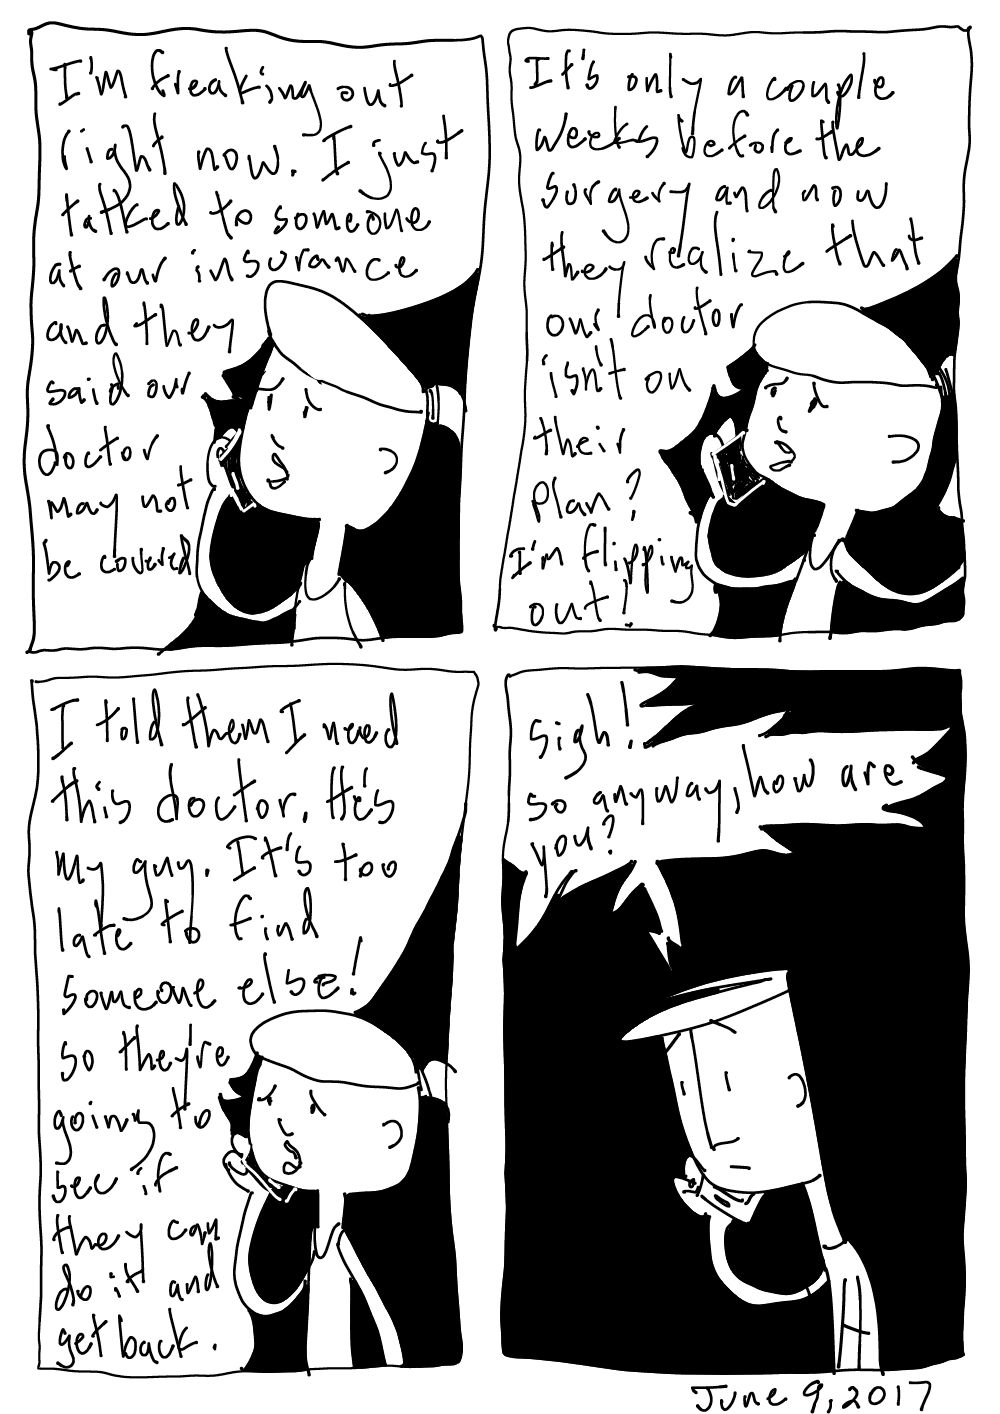 I'm freaking out
right now. I just
talked to someone
at our insurance
and they
said our
doctor
may not
be covered
It's only a couple
weeks before the
surgery and now
they realize that
our doctor
isn't on
their
plan?
I'm flipping
out!
I told them I need
this doctor. He's
my guy. It's too
late to find
someone else!
so they're
going to
see if
they can
do it and
get back.
Sigh!
so anyway, how are
you?
June 9, 2017